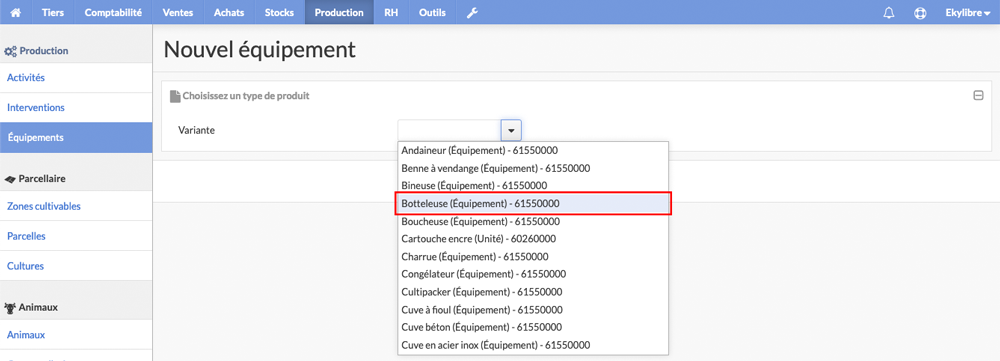 Tiers Comptabilité Ventes Achats Stocks Production RH Outils Ekylibre
Production
Activités
Interventions
Équipements
Parcellaire
Zones cultivables
Parcelles
Cultures
Animaux
Animaux
Nouvel équipement
Choisissez un type de produit
Variante
Andaineur (Équipement) - 61550000
Benne à vendange (Équipement) - 61550000
Bineuse (Équipement) - 61550000
Botteleuse (Équipement) - 61550000
Boucheuse (Équipement) - 61550000
Cartouche encre (Unité) - 60260000
Charrue (Équipement) - 61550000
Congélateur (Équipement) - 61550000
Cultipacker (Équipement) - 61550000
Cuve à fioul (Équipement) - 61550000
Cuve béton (Équipement) - 61550000
Cuve en acier inox (Équipement) - 61550000